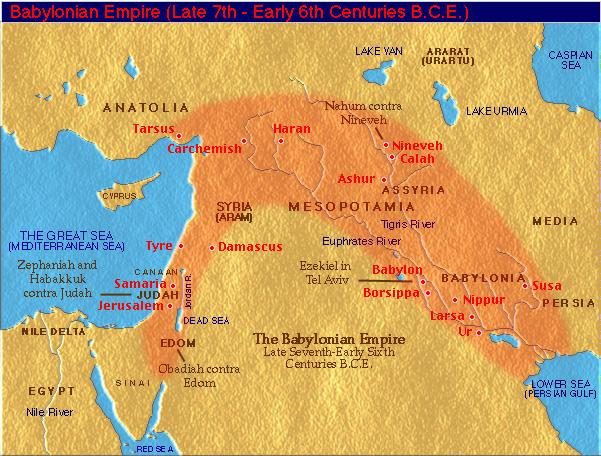 Babylonian Empire (Late 7th - Early 6th Centuries B.C.E.)
LAKE VAN
ARARAT
(URARTU)
CASPIAN
SEA
ANATOLIA
Nahum contra
Nineveh
LAKE URMIA
Tarsus
Haran
Carchemish
Nineveh
Calah
Ashur
ASSYRIA
CYPRUS
SYRIA
(ARAM)
MESOPOTAMIA
Tigris River
MEDIA
THE GREAT SEA
(MEDITERRANEAN SEA)
Tyre
Damascus
Euphrates River
Zephaniah and
Habakkuk
contra Judah
CANAAN
Samaria
JUDAH
Jerusalem
Jordan R.
Ezekiel in
Tel Aviv
Babylon
Borsippa
BABYLONIA
Nippur
Susa
PERSIA
Larsa
Ur
DEAD SEA
NILE DELTA
EDOM
The Babylonian Empire
Late Seventh-Early Sixth
Centuries B.C.E.
Obadiah contra
Edom
SINAI
EGYPT
Nile River
LOWER SEA
(PERSIAN GULF)
RED SEA